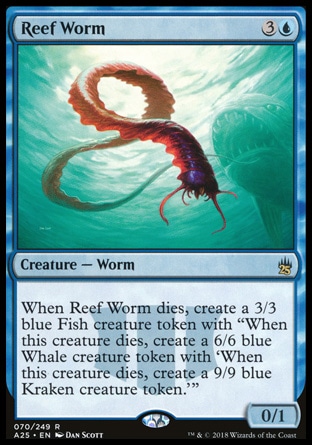 Reef Worm 3
Creature — Worm
When Reef Worm dies, create a 3/3
blue Fish creature token with “When
this creature dies, create a 6/6 blue
Whale creature token with ‘When
this creature dies, create a 9/9 blue
Kraken creature token.’”
0/1
070/249 R
A25 • EN Dan Scott
™ & © 2018 Wizards of the Coast